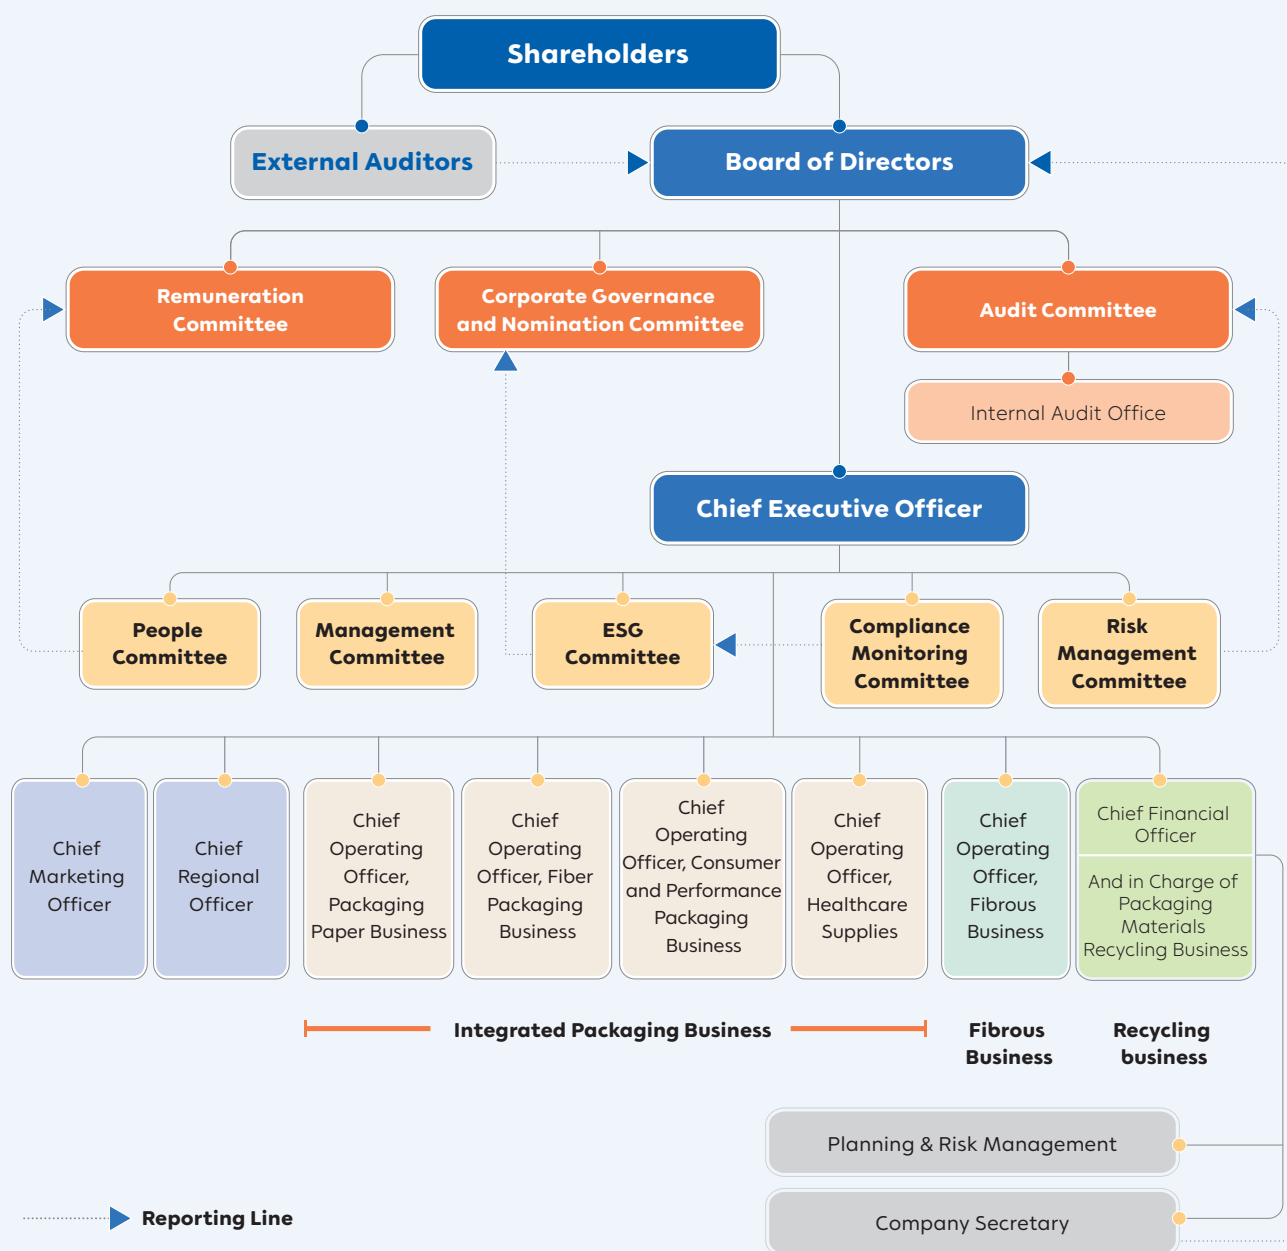 Shareholders
External Auditors
Board of Directors
Remuneration
Committee
Corporate Governance
and Nomination Committee
Audit Committee
Internal Audit Office
Chief Executive Officer
People
Committee
Management
Committee
ESG
Committee
Compliance
Monitoring
Committee
Risk
Management
Committee
Chief
Marketing
Officer
Chief
Regional
Officer
Chief
Operating
Officer,
Packaging
Paper Business
Chief
Operating
Officer, Fiber
Packaging
Business
Chief
Operating
Officer, Consumer
and Performance
Packaging
Business
Chief
Operating
Officer,
Healthcare
Supplies
Chief
Operating
Officer,
Fibrous
Business
Chief Financial
Officer
And in Charge of
Packaging
Materials
Recycling Business
Integrated Packaging Business
Fibrous
Business
Recycling
business
Planning & Risk Management
Company Secretary
Reporting Line